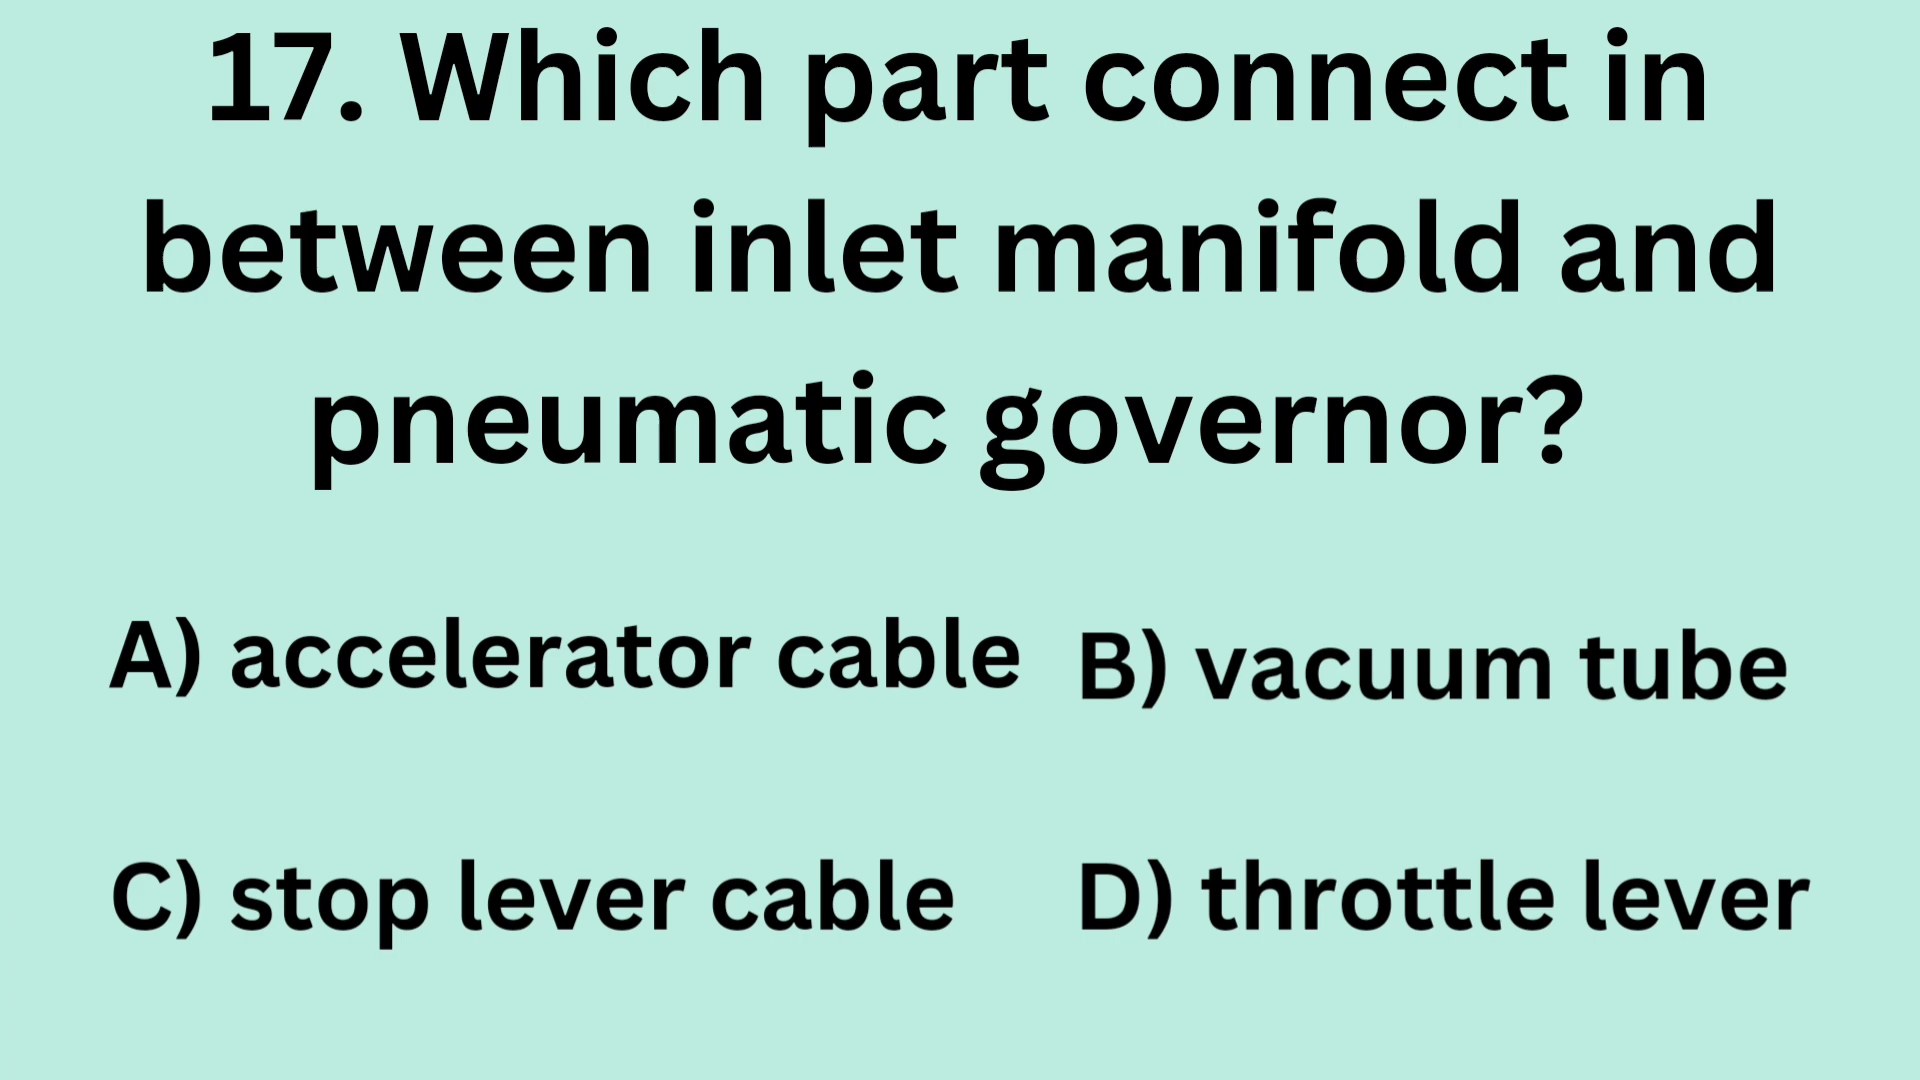 17. Which part connect in
between inlet manifold and
pneumatic governor?
A) accelerator cable
B) vacuum tube
C) stop lever cable
D) throttle lever